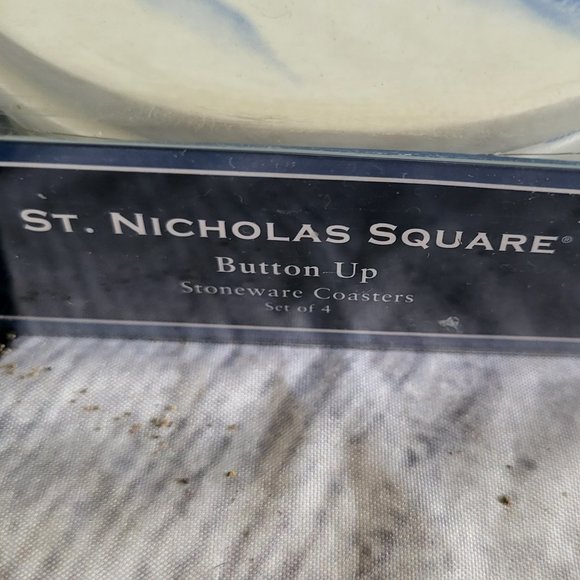 ST. NICHOLAS SQUARE®
Button Up
Stoneware Coasters
Set of 4